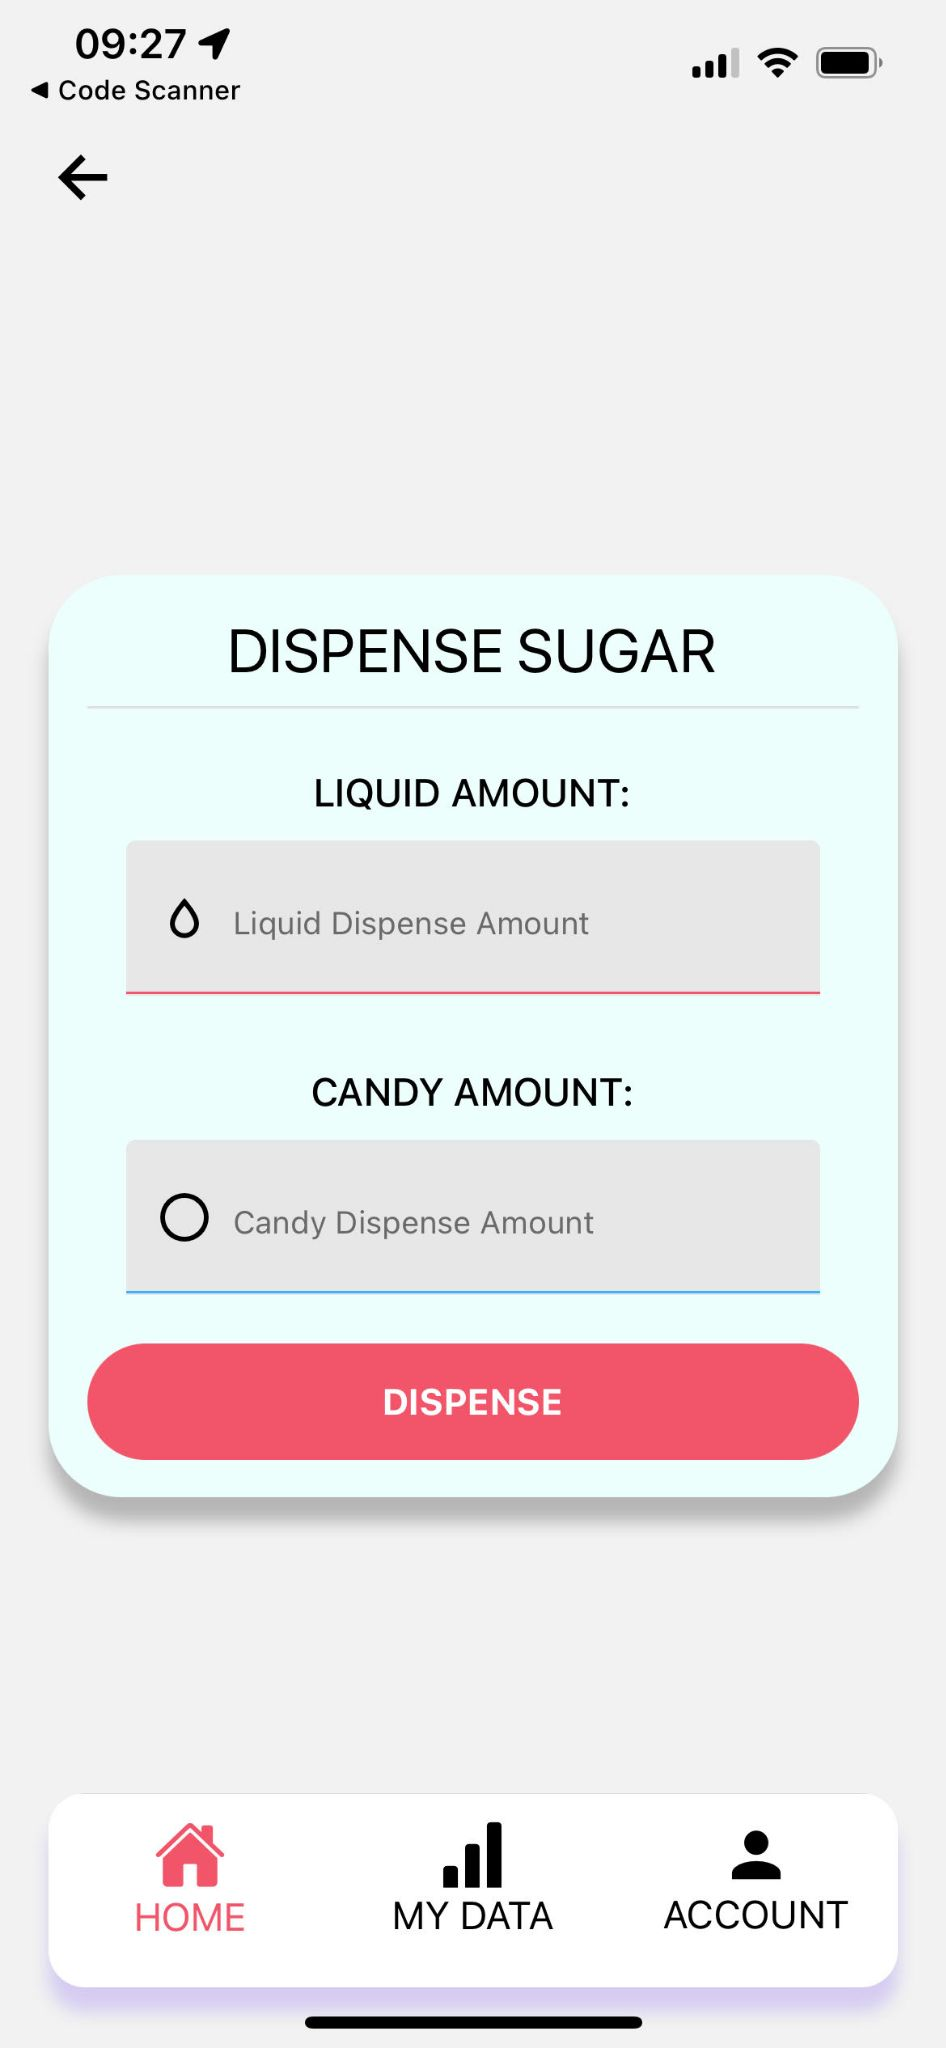 09:27
Code Scanner
DISPENSE SUGAR
LIQUID AMOUNT:
Liquid Dispense Amount
CANDY AMOUNT:
Candy Dispense Amount
DISPENSE
HOME MY DATA ACCOUNT